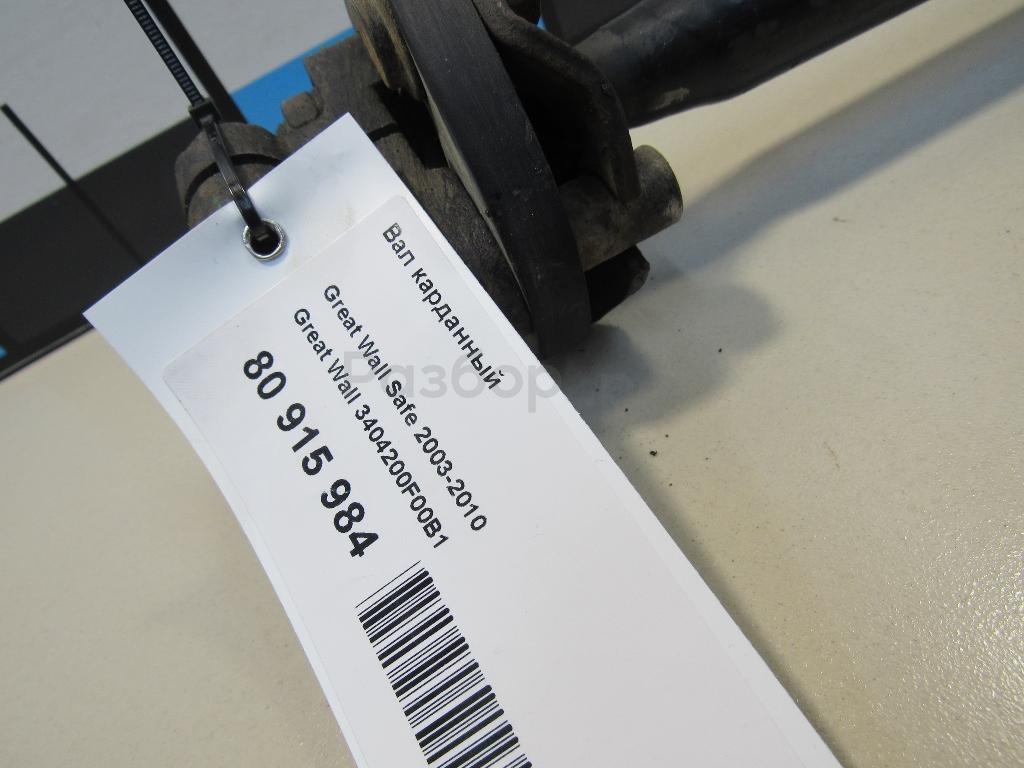 Вал карданный
Great Wall Safe 2003-2010
Great Wall 3404200F00B1
80 915 984